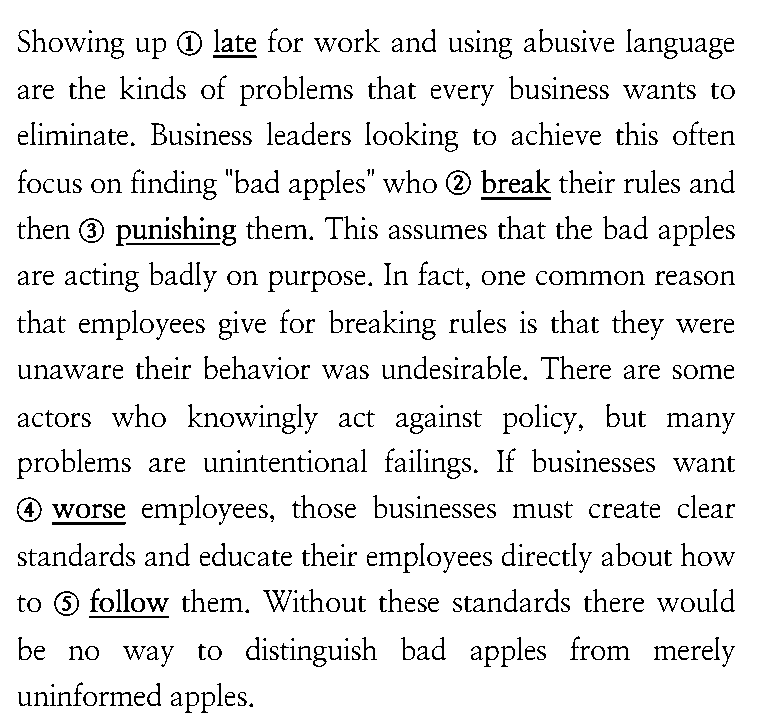 Showing up ① late for work and using abusive language
are the kinds of problems that every business wants to
eliminate. Business leaders looking to achieve this often
focus on finding "bad apples" who ② break their rules and
then ③ punishing them. This assumes that the bad apples
are acting badly on purpose. In fact, one common reason
that employees give for breaking rules is that they were
unaware their behavior was undesirable. There are some
actors who knowingly act against policy, but many
problems are unintentional failings. If businesses want
④ worse employees, those businesses must create clear
standards and educate their employees directly about how
to ⑤ follow them. Without these standards there would
be no way to distinguish bad apples from merely
uninformed apples.